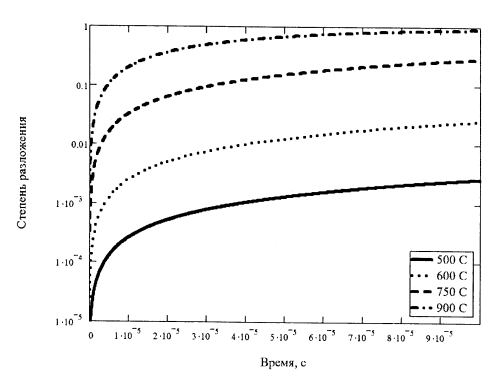 Степень разложения
1
0.1
0.01
1·10⁻³
1·10⁻⁴
1·10⁻⁵
500 C
600 C
750 C
900 C
0 1·10⁻⁵ 2·10⁻⁵ 3·10⁻⁵ 4·10⁻⁵ 5·10⁻⁵ 6·10⁻⁵ 7·10⁻⁵ 8·10⁻⁵ 9·10⁻⁵
Время, с